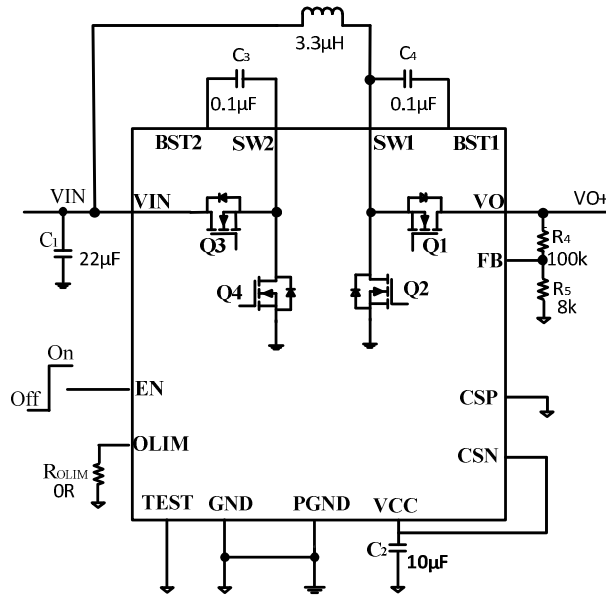 3.3µH
C3
C4
0.1µF
0.1µF
BST2
SW2
SW1
BST1
VIN
VIN
VO
VO+
C1
22µF
Q3
Q1
R4
100k
FB
Q4
Q2
R5
8k
On
Off
EN
CSP
OLIM
CSN
ROLIM
0R
TEST
GND
PGND
VCC
C2
10µF